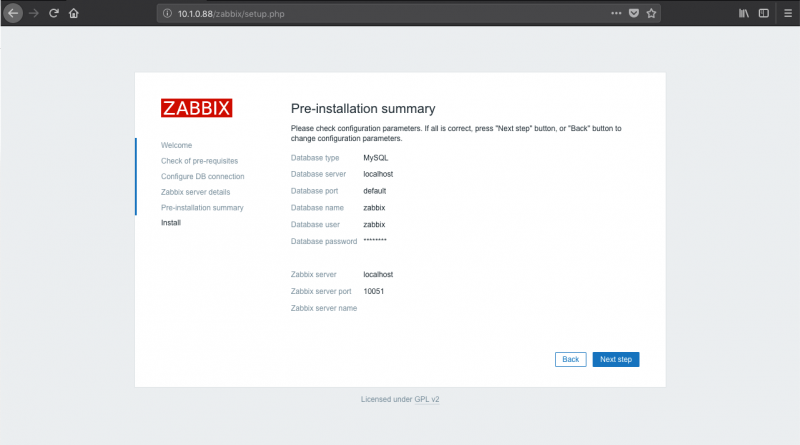 10.1.0.88/zabbix/setup.php
ZABBIX
Welcome
Check of pre-requisites
Configure DB connection
Zabbix server details
Pre-installation summary
Install
Pre-installation summary
Please check configuration parameters. If all is correct, press "Next step" button, or "Back" button to
change configuration parameters.
Database type MySQL
Database server localhost
Database port default
Database name zabbix
Database user zabbix
Database password ********
Zabbix server localhost
Zabbix server port 10051
Zabbix server name
Back Next step
Licensed under GPL v2